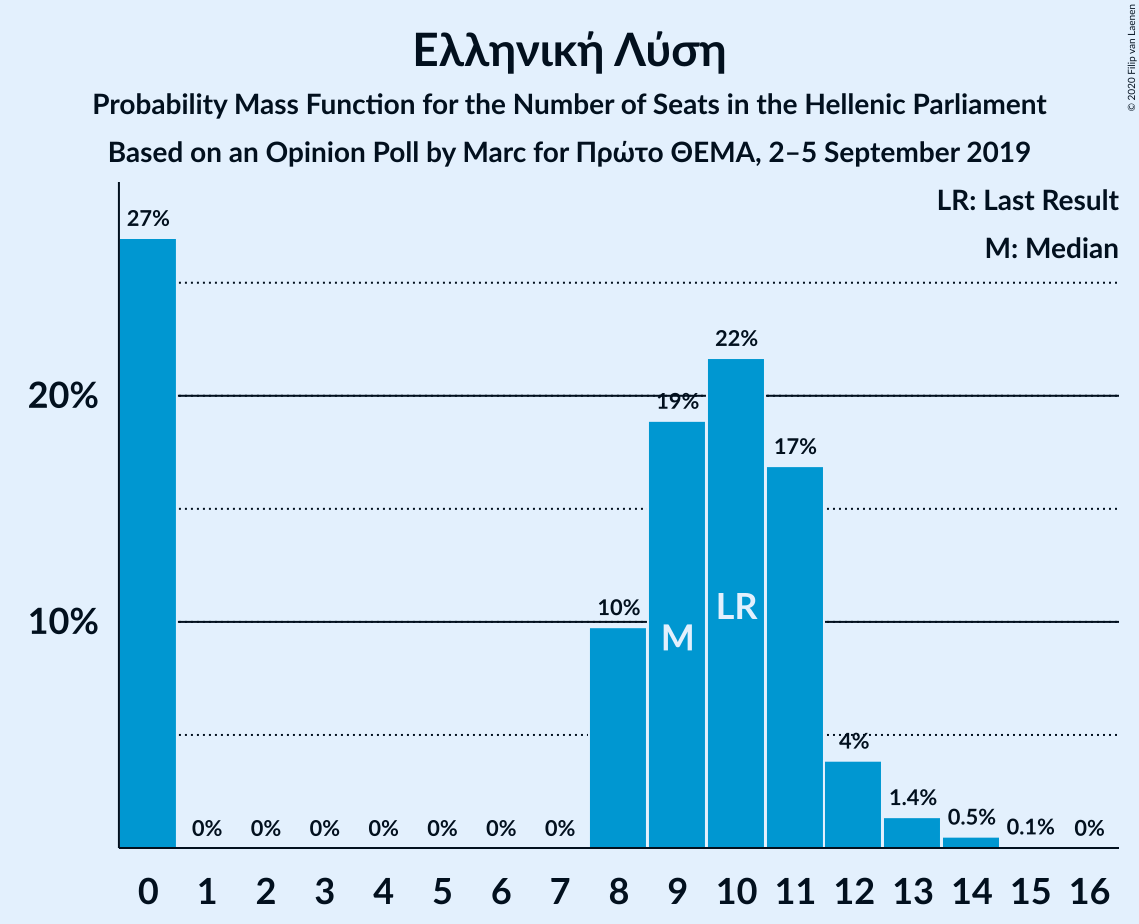 Ελληνική Λύση
Probability Mass Function for the Number of Seats in the Hellenic Parliament
Based on an Opinion Poll by Marc for Πρώτο ΘΕΜΑ, 2–5 September 2019
© 2020 Filip van Laenen
LR: Last Result
M: Median
27%
22%
20%
19%
17%
10%
10%
LR
M
4%
1.4%
0.5%
0% 0% 0% 0% 0% 0% 0% 0.1% 0%
0 1 2 3 4 5 6 7 8 9 10 11 12 13 14 15 16